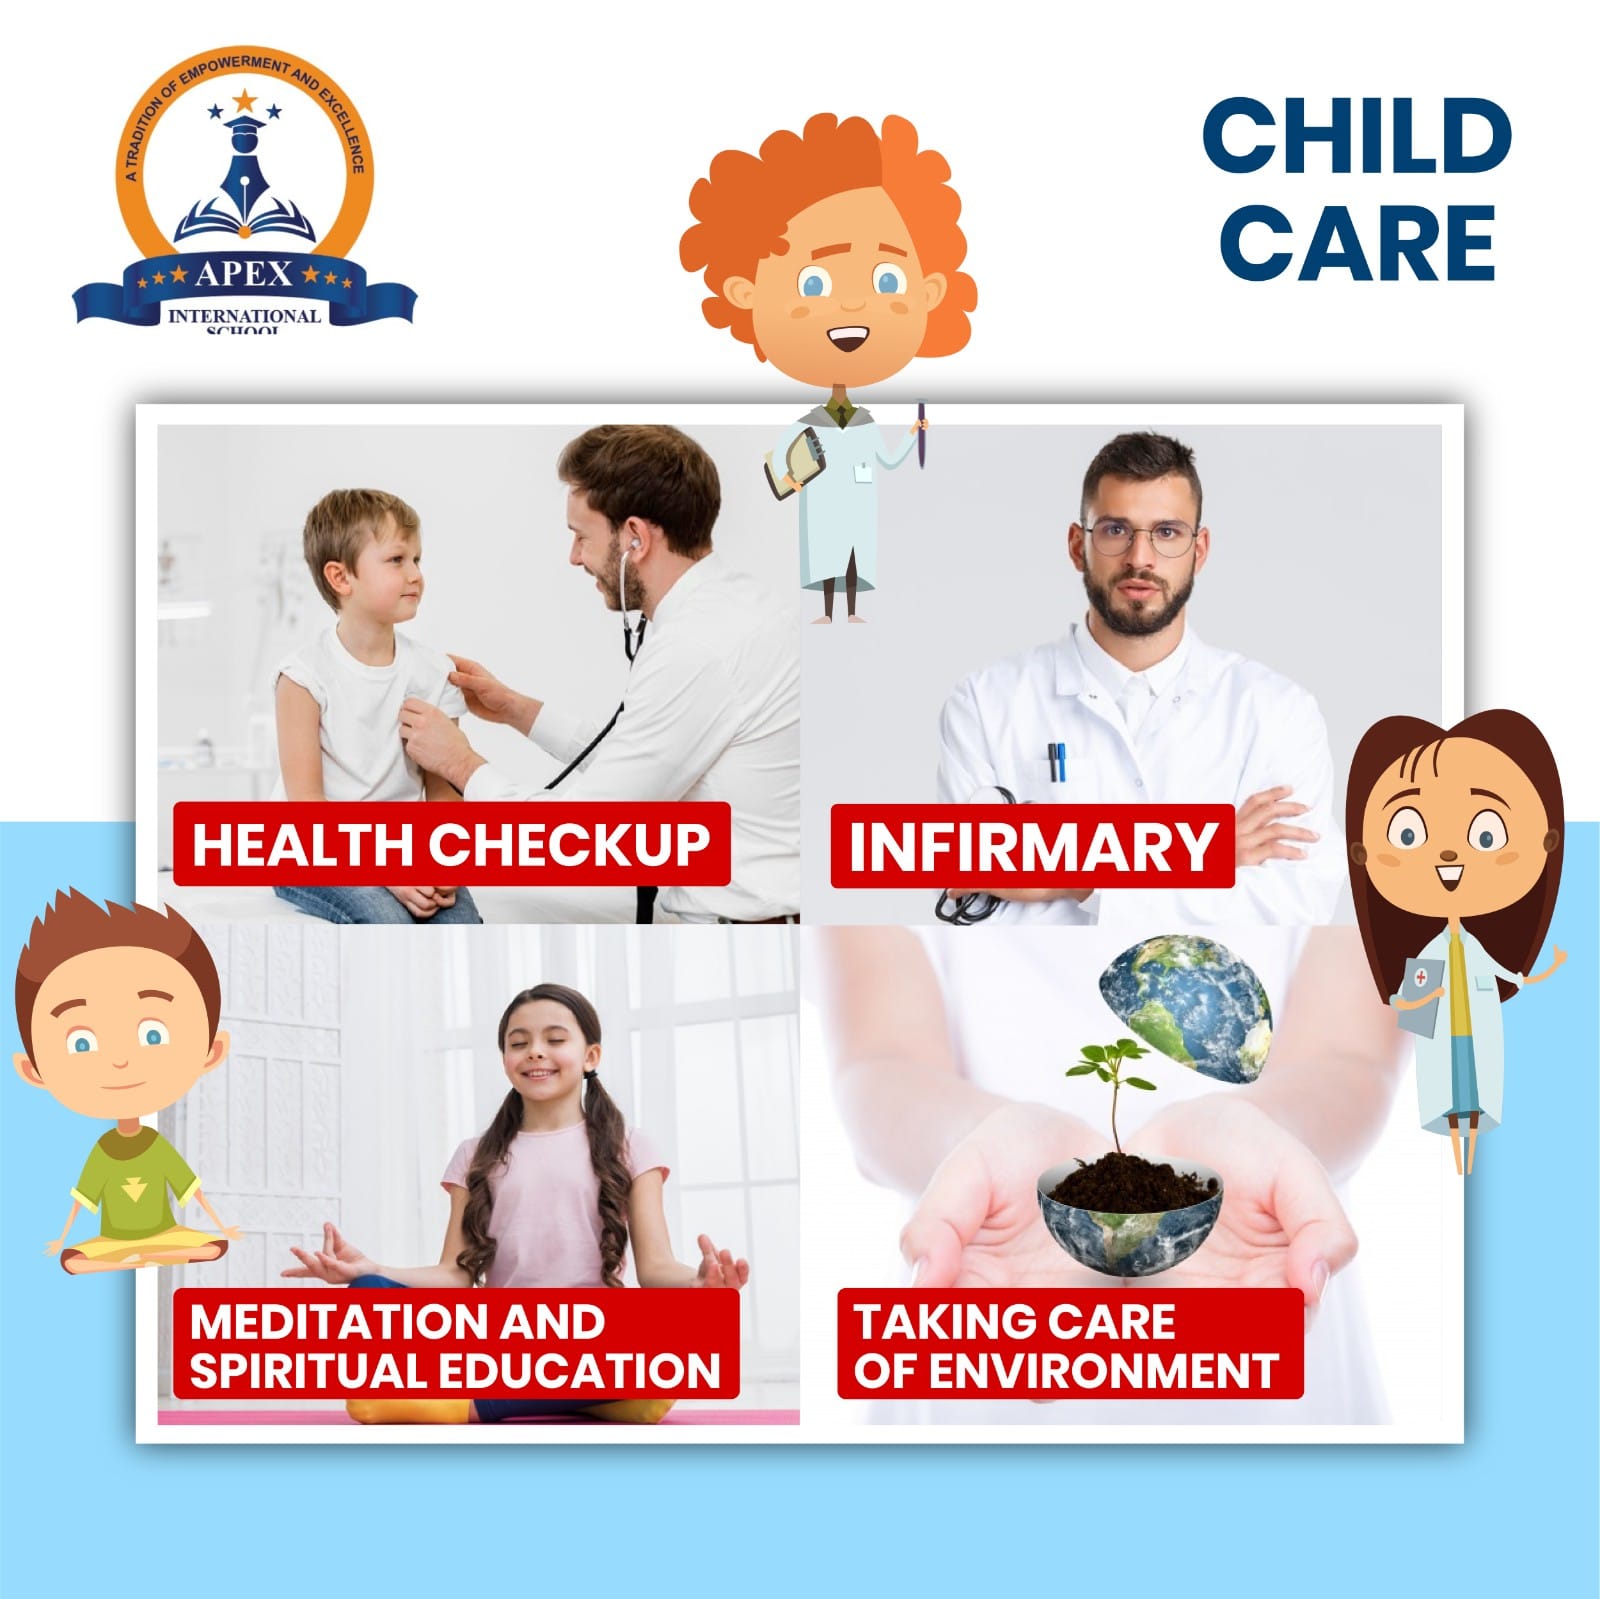 A TRADITION OF EMPOWERMENT AND EXCELLENCE
APEX
INTERNATIONAL
SCHOOL
CHILD
CARE
HEALTH CHECKUP
INFIRMARY
MEDITATION AND
SPIRITUAL EDUCATION
TAKING CARE
OF ENVIRONMENT